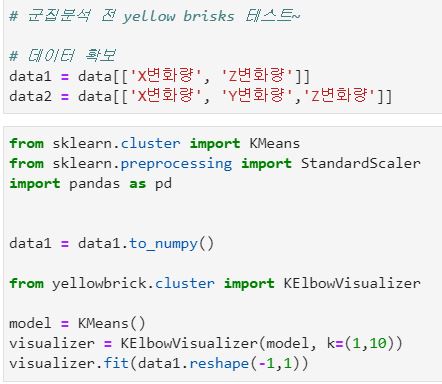 # 군집분석 전 yellow brisks 테스트~
# 데이터 확보
data1 = data[['X변화량', 'Z변화량']]
data2 = data[['X변화량', 'Y변화량','Z변화량']]
from sklearn.cluster import KMeans
from sklearn.preprocessing import StandardScaler
import pandas as pd
data1 = data1.to_numpy()
from yellowbrick.cluster import KElbowVisualizer
model = KMeans()
visualizer = KElbowVisualizer(model, k=(1,10))
visualizer.fit(data1.reshape(-1,1))